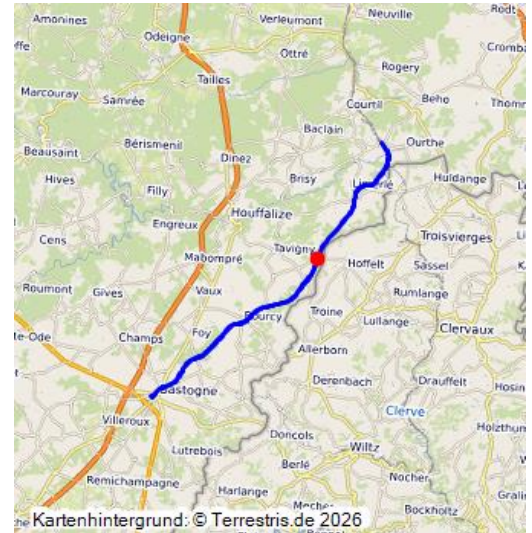 Amonines
Verleumont
Neuville
Rodt
Odeigne
Ottré
Crombac
Rogery
Marcouray
Samrée
Tailles
Courtil
Beho
Thomm
Beausaint
Bérismenil
Dinez
Baclain
Ourthe
Hives
Filly
Brisy
Huldange
Cens
Engreux
Houffalize
Tavigny
Troisvierges
Mabompré
Hoffelt
Sassel
Roumont
Gives
Vaux
Troine
Rumlange
Lullange
te-Ode
Champs
Foy
Bourcy
Clervaux
Allerborn
Bastogne
Derenbach
Drauffelt
Hosin
Villeroux
Clerve
Holzthum
Doncols
Lutrebois
Berlé
Wiltz
Remichampagne
Nocher
Harlange
Bockholtz
Kartenhintergrund: © Terrestris.de 2026